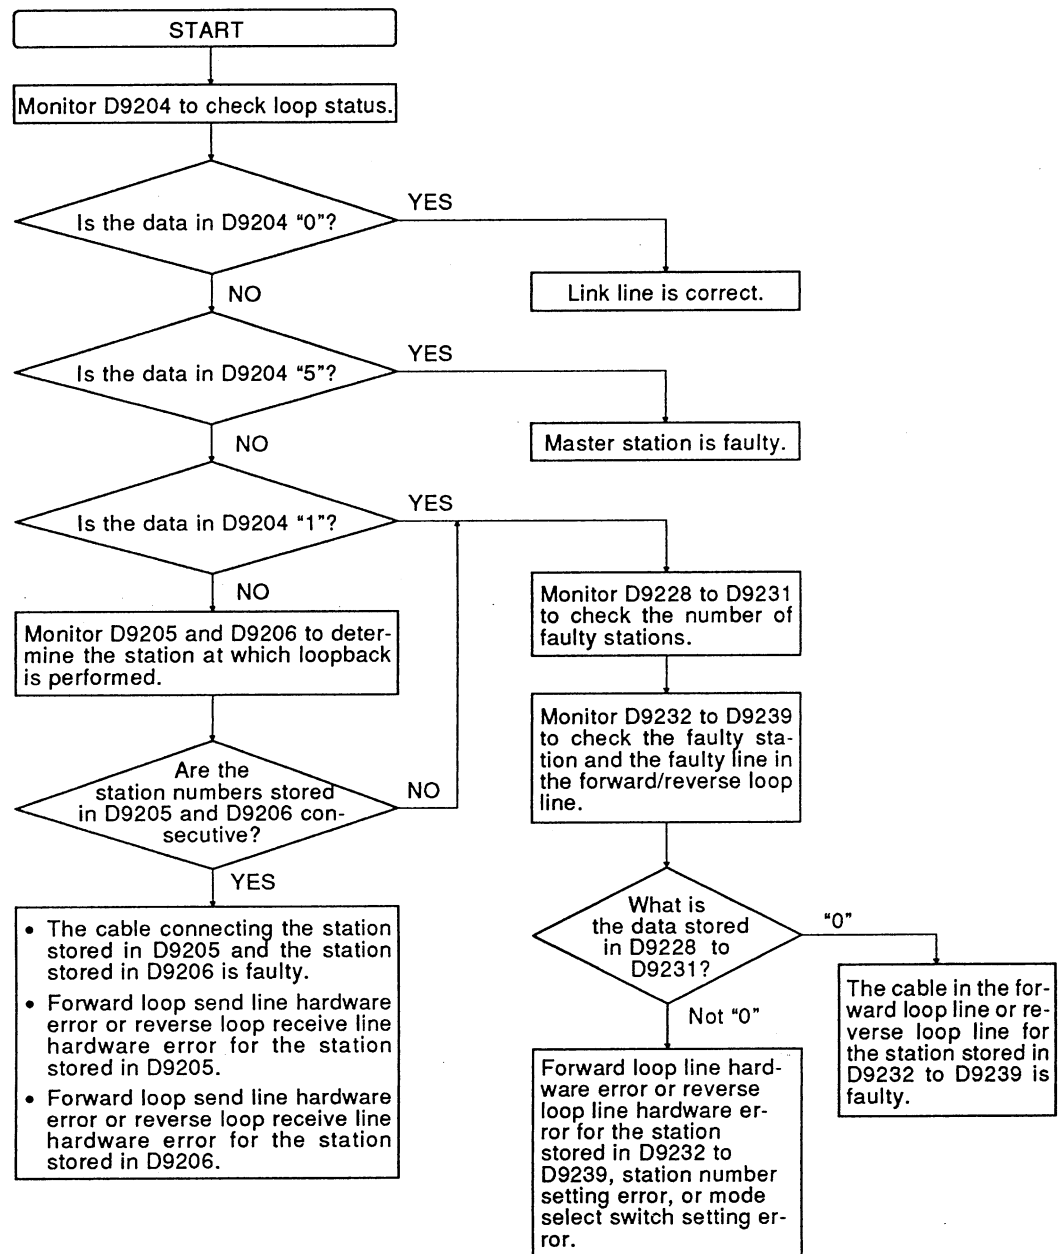 START
Monitor D9204 to check loop status.
Is the data in D9204 “0”?
YES
Link line is correct.
NO
Is the data in D9204 “5”?
YES
Master station is faulty.
NO
Is the data in D9204 “1”?
YES
NO
Monitor D9205 and D9206 to deter-
mine the station at which loopback
is performed.
Are the
station numbers stored
in D9205 and D9206 con-
secutive?
NO
YES
• The cable connecting the station
stored in D9205 and the station
stored in D9206 is faulty.
• Forward loop send line hardware
error or reverse loop receive line
hardware error for the station
stored in D9205.
• Forward loop send line hardware
error or reverse loop receive line
hardware error for the station
stored in D9206.
Monitor D9228 to D9231
to check the number of
faulty stations.
Monitor D9232 to D9239
to check the faulty sta-
tion and the faulty line in
the forward/reverse loop
line.
What is
the data stored
in D9228 to
D9231?
“0”
Not “0”
The cable in the for-
ward loop line or re-
verse loop line for
the station stored in
D9232 to D9239 is
faulty.
Forward loop line hard-
ware error or reverse
loop line hardware er-
ror for the station
stored in D9232 to
D9239, station number
setting error, or mode
select switch setting er-
ror.